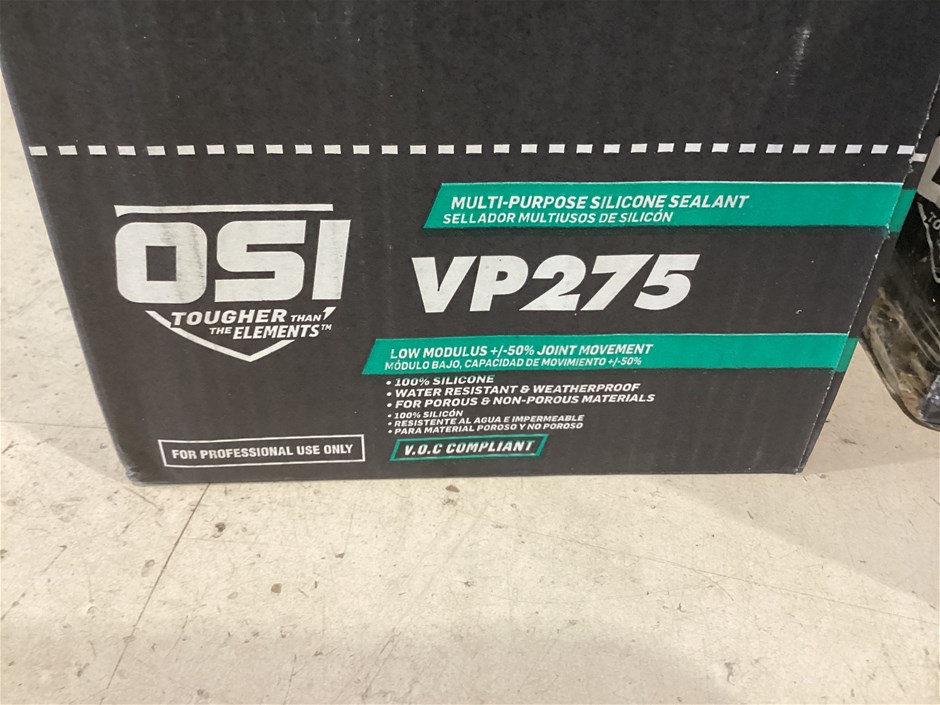 MULTI-PURPOSE SILICONE SEALANT
SELLADOR MULTIUSOS DE SILICÓN
OSI
TOUGHER THAN
THE ELEMENTS™
VP275
LOW MODULUS +/-50% JOINT MOVEMENT
MÓDULO BAJO, CAPACIDAD DE MOVIMIENTO +/-50%
• 100% SILICONE
• WATER RESISTANT & WEATHERPROOF
• FOR POROUS & NON-POROUS MATERIALS
• 100% SILICÓN
• RESISTENTE AL AGUA E IMPERMEABLE
• PARA MATERIAL POROSO Y NO POROSO
V.O.C COMPLIANT
FOR PROFESSIONAL USE ONLY